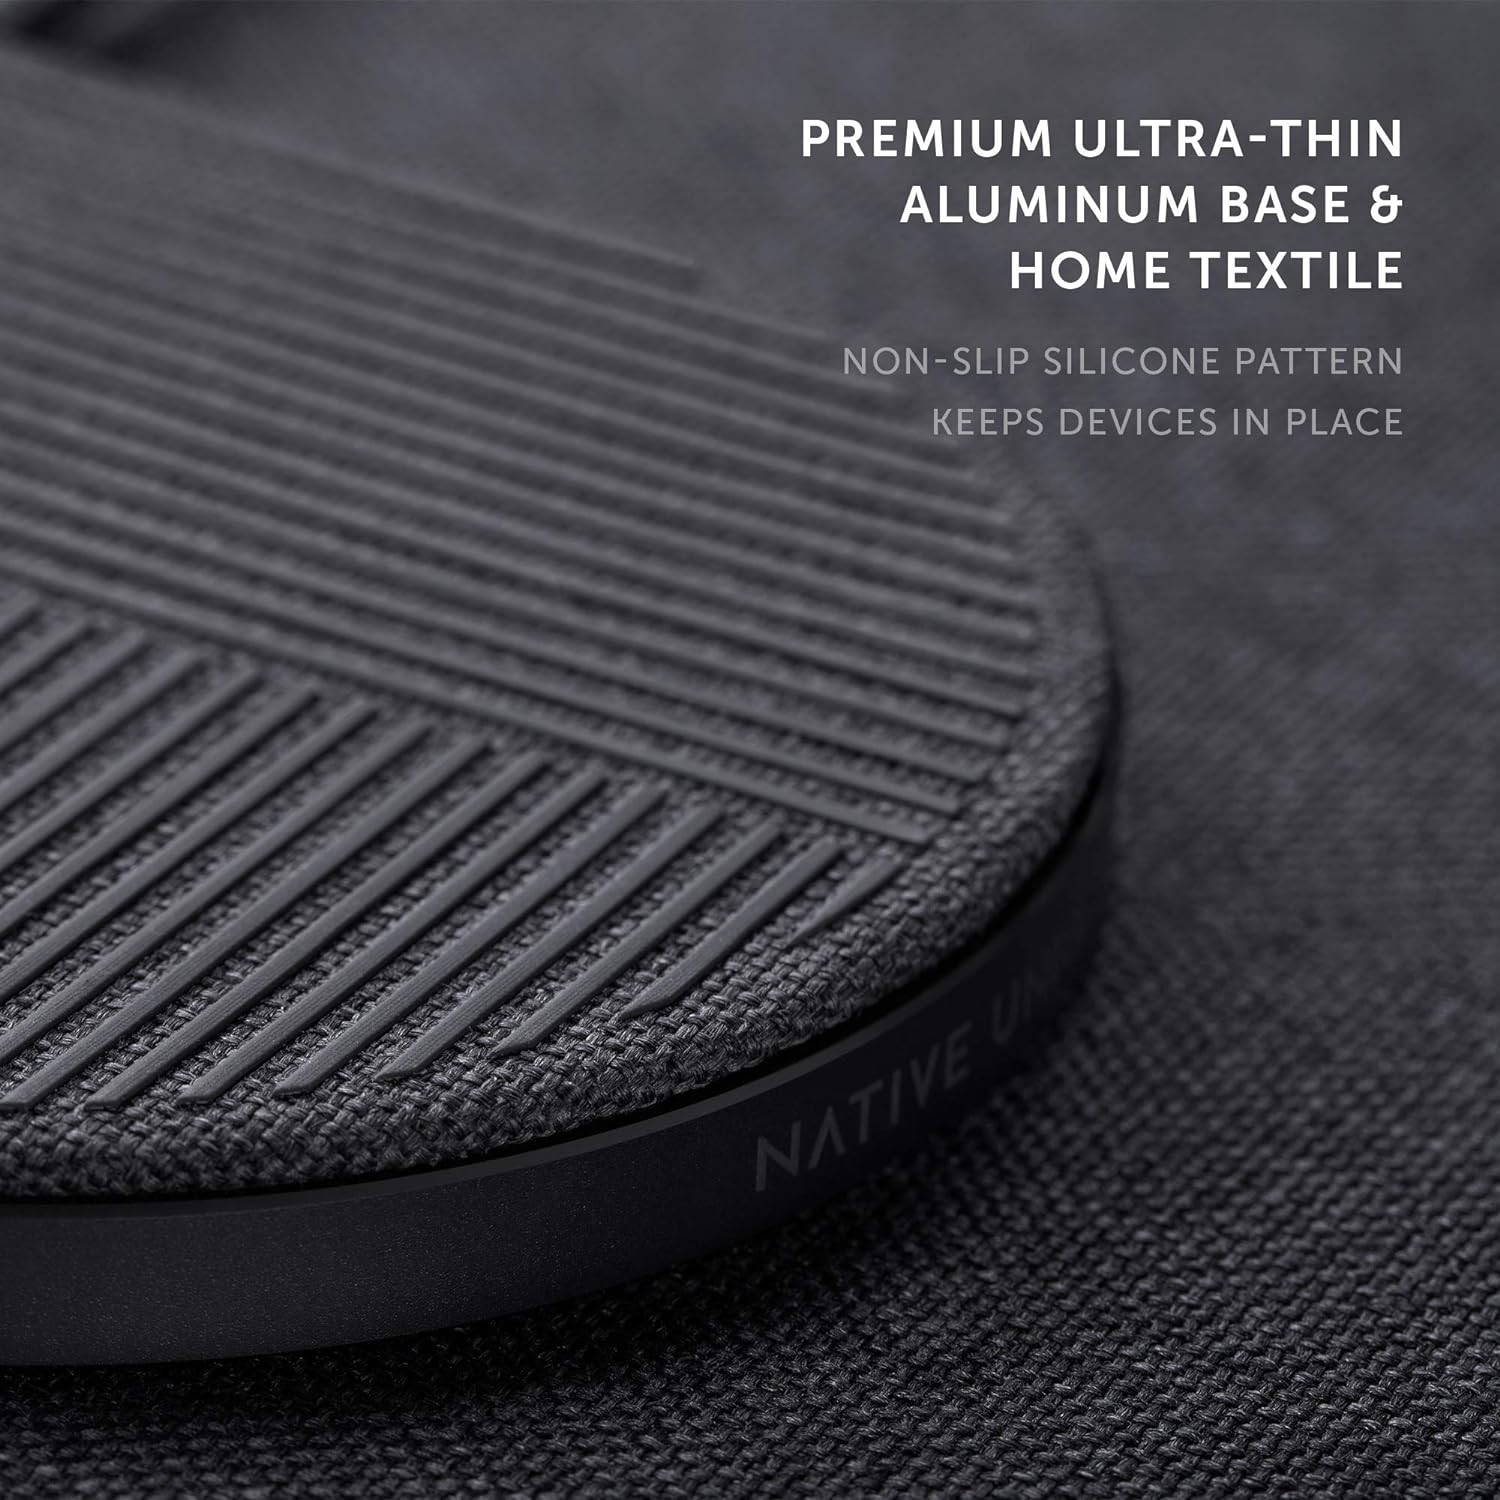 PREMIUM ULTRA-THIN
ALUMINUM BASE &
HOME TEXTILE
NON-SLIP SILICONE PATTERN
KEEPS DEVICES IN PLACE
NATIVE